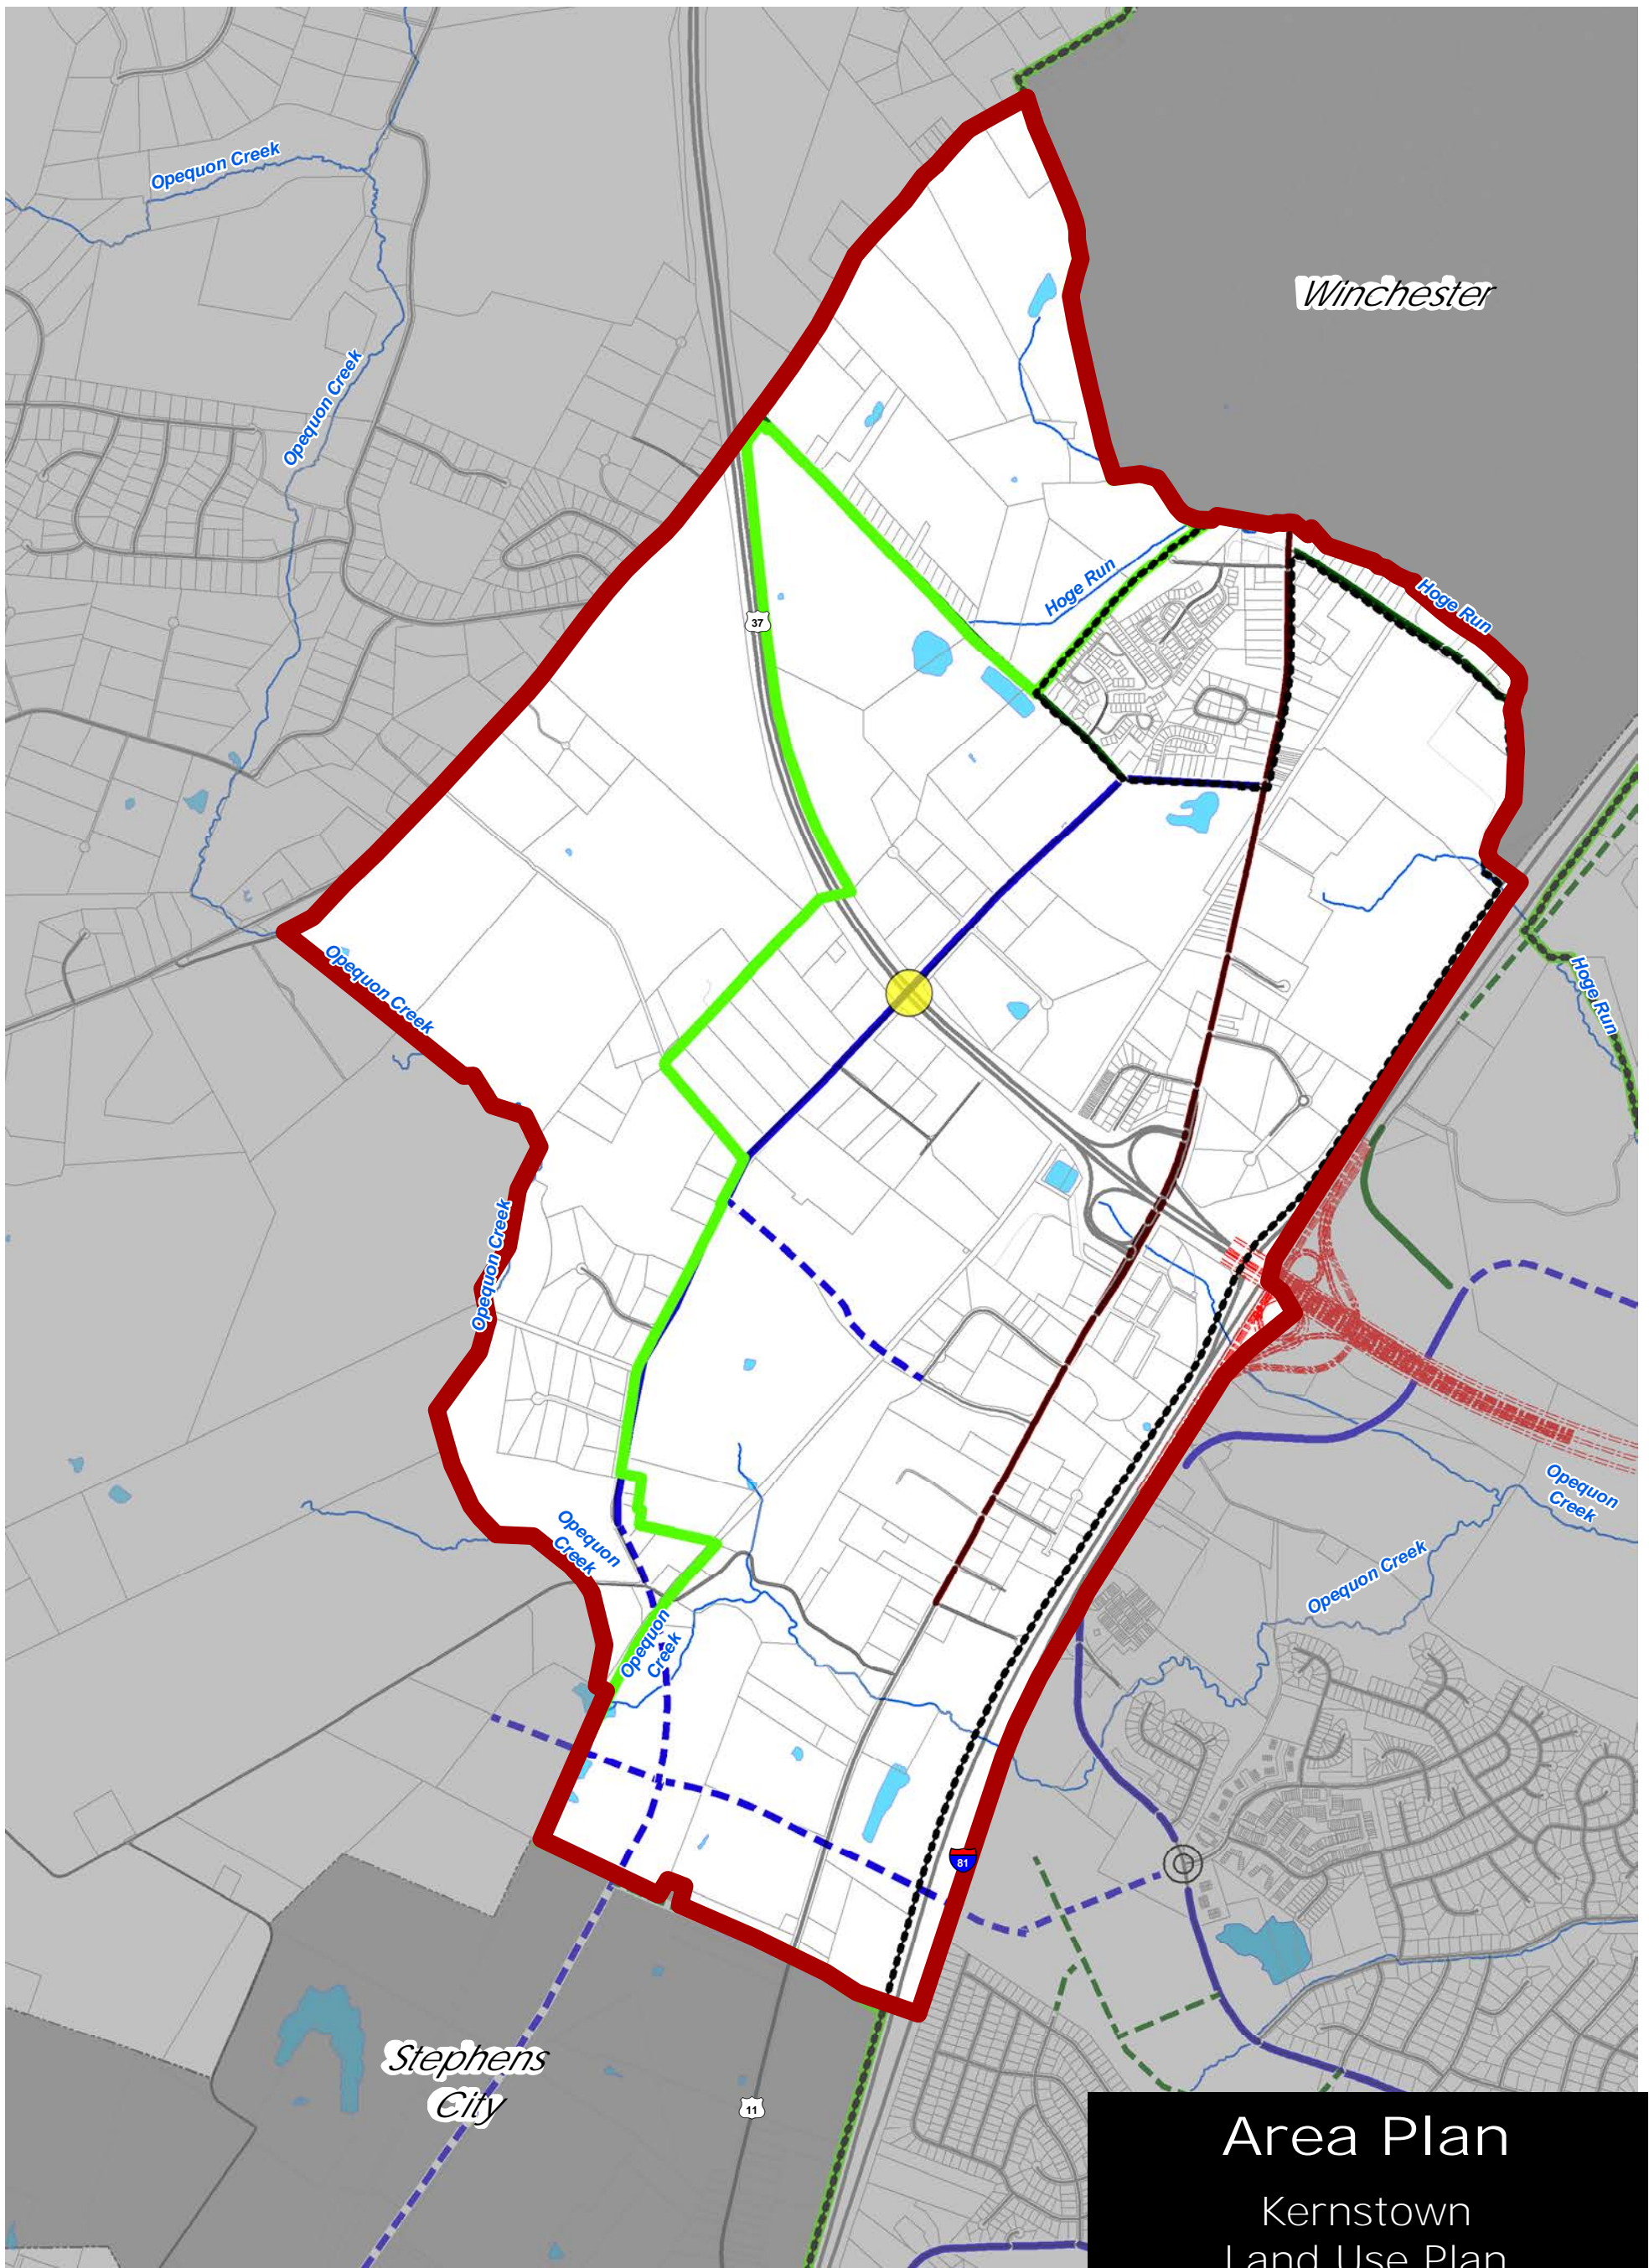 Opequon Creek
Winchester
Opequon Creek
Hoge Run
Hoge Run
37
Opequon Creek
Hoge Run
Opequon Creek
Opequon
Creek
Opequon
Creek
Opequon Creek
Opequon
Creek
81
Stephens
City
11
Area Plan
Kernstown
Land Use Plan